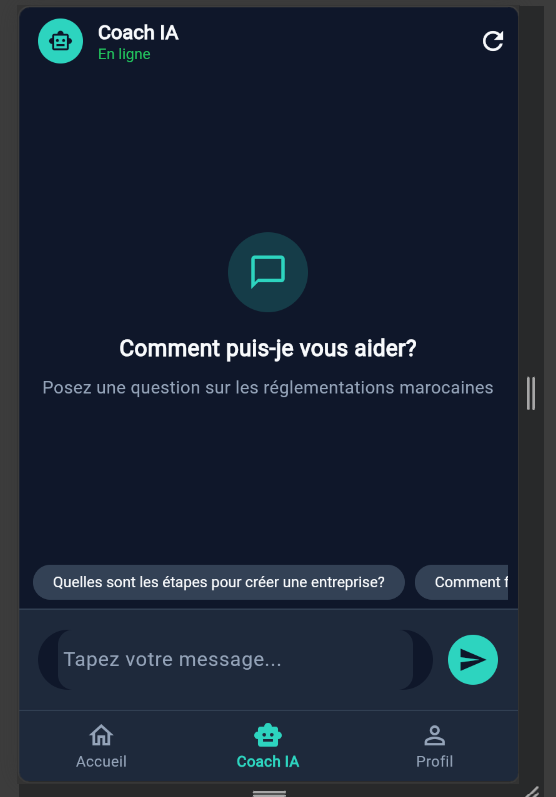 Coach IA
En ligne
Comment puis-je vous aider?
Posez une question sur les réglementations marocaines
Quelles sont les étapes pour créer une entreprise?
Comment
Tapez votre message...
Accueil
Coach IA
Profil